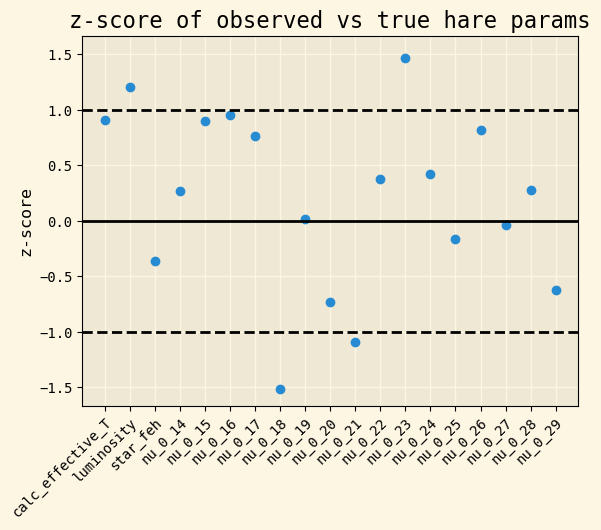 z-score of observed vs true hare params
z-score
1.5
1.0
0.5
0.0
−0.5
−1.0
−1.5
calc_effective_T
luminosity
star_feh
nu_0_14
nu_0_15
nu_0_16
nu_0_17
nu_0_18
nu_0_19
nu_0_20
nu_0_21
nu_0_22
nu_0_23
nu_0_24
nu_0_25
nu_0_26
nu_0_27
nu_0_28
nu_0_29